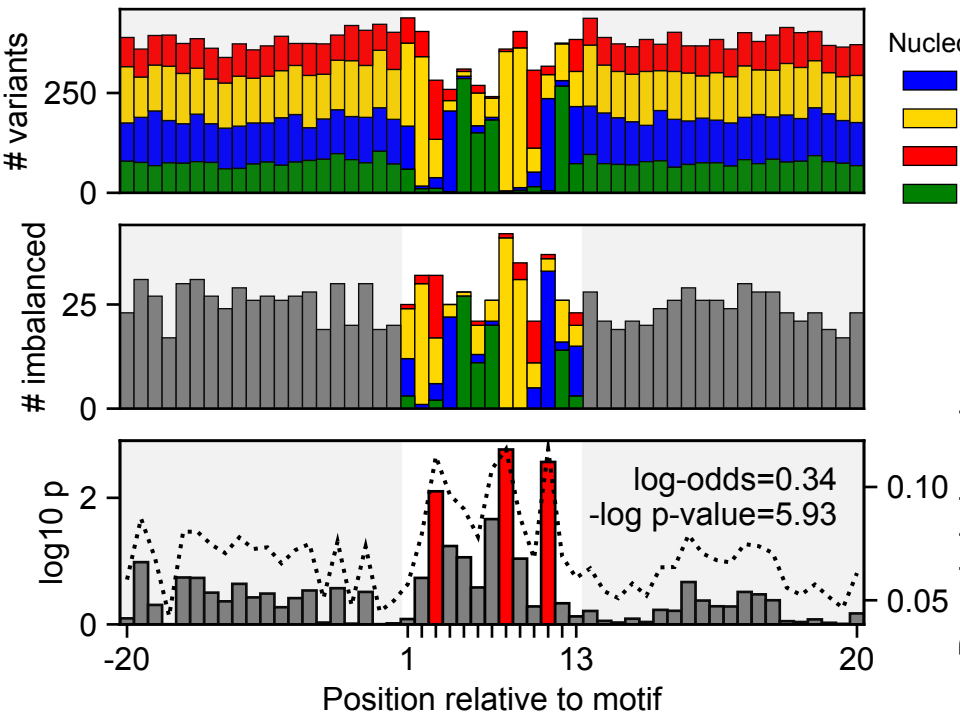 # variants
250
0
Nucleo
# imbalanced
25
0
log10 p
2
0
log-odds=0.34
-log p-value=5.93
0.10
0.05
-20
1
13
20
Position relative to motif